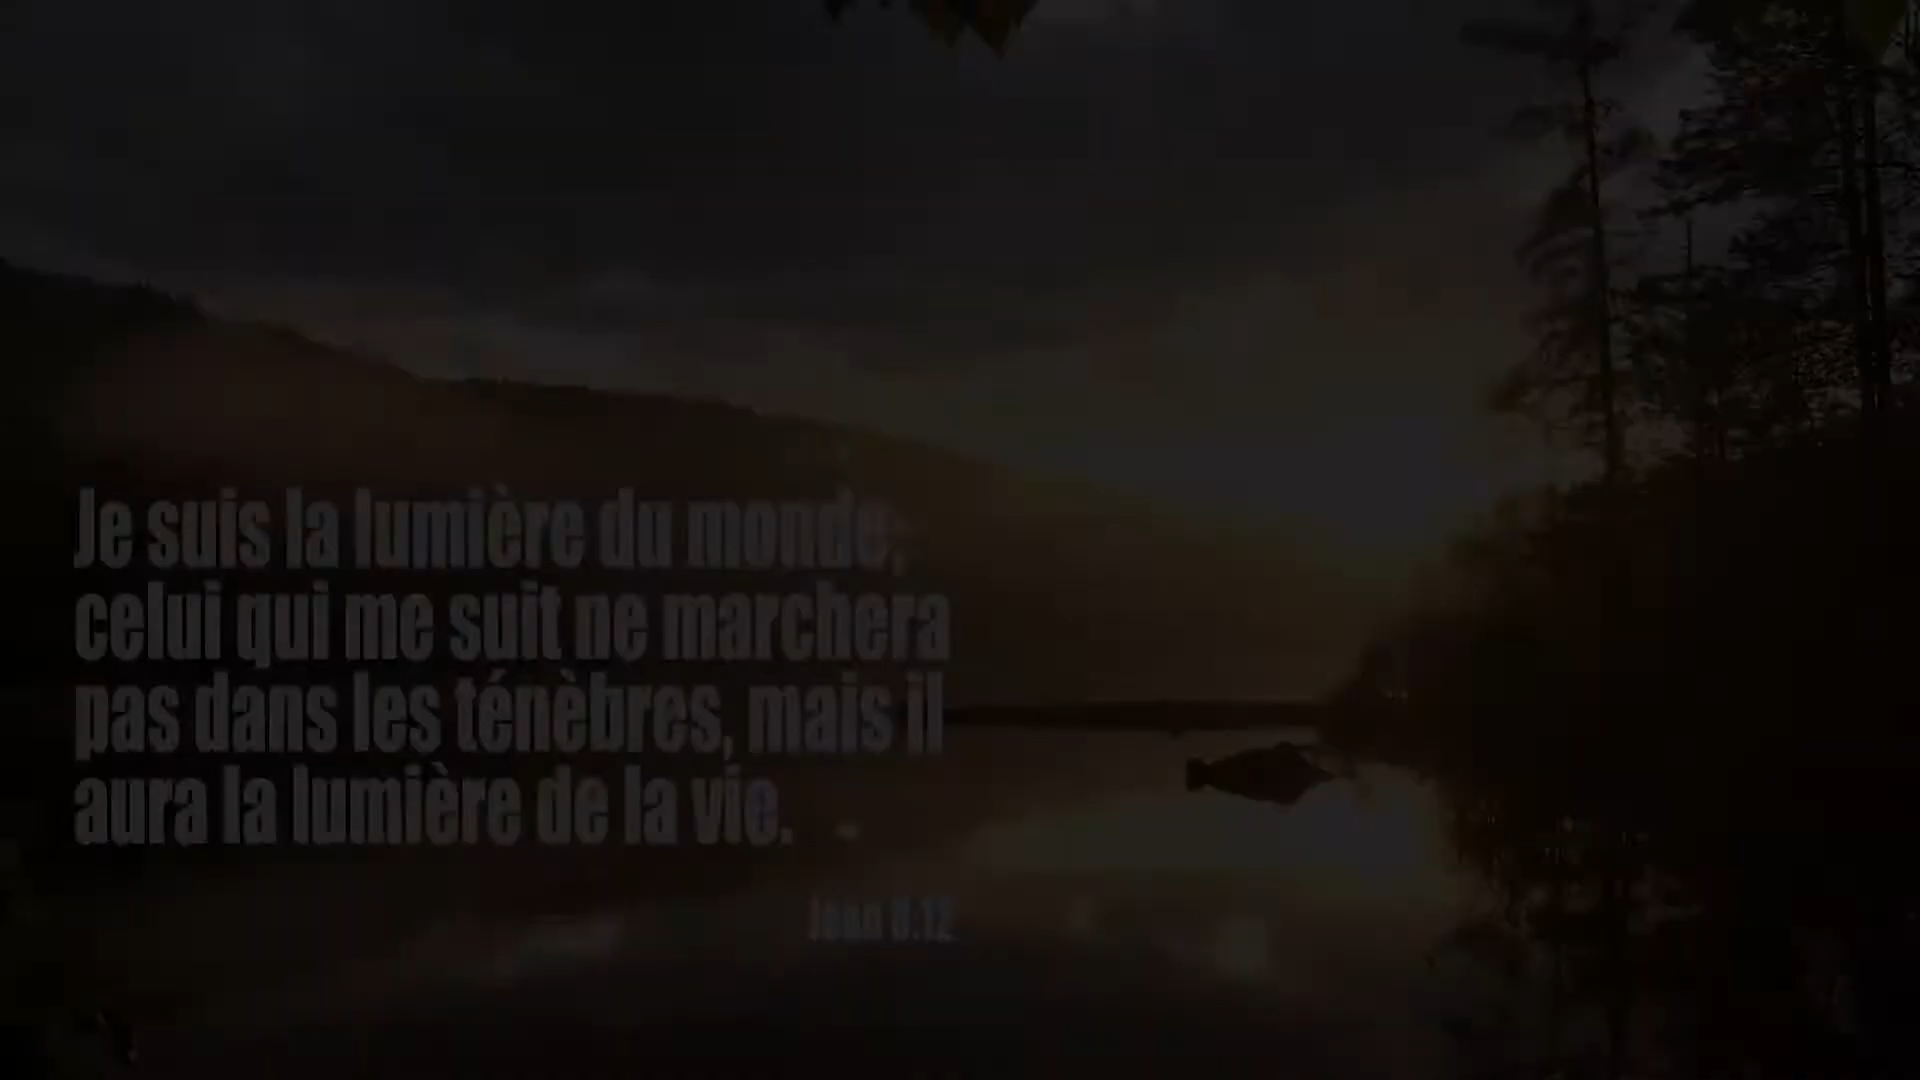 Je suis la lumière du monde;
celui qui me suit ne marchera
pas dans les ténèbres, mais il
aura la lumière de la vie.
Jean 8:12